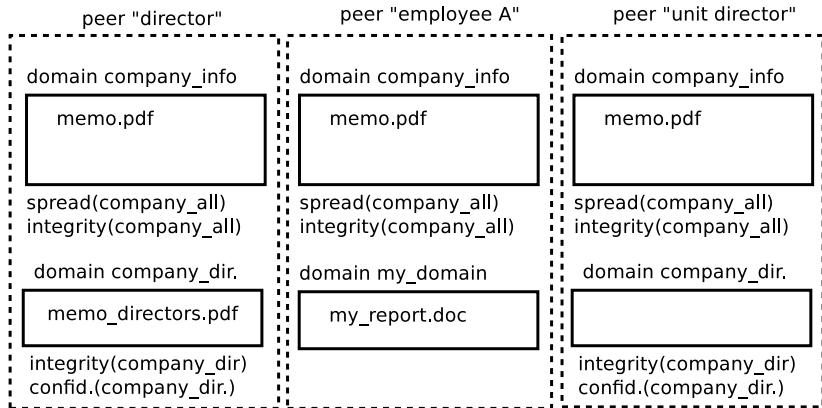 peer "director"
domain company_info
memo.pdf
spread(company_all)
integrity(company_all)
domain company_dir.
memo_directors.pdf
integrity(company_dir)
confid.(company_dir.)
peer "employee A"
domain company_info
memo.pdf
spread(company_all)
integrity(company_all)
domain my_domain
my_report.doc
peer "unit director"
domain company_info
memo.pdf
spread(company_all)
integrity(company_all)
domain company_dir.
integrity(company_dir)
confid.(company_dir.)